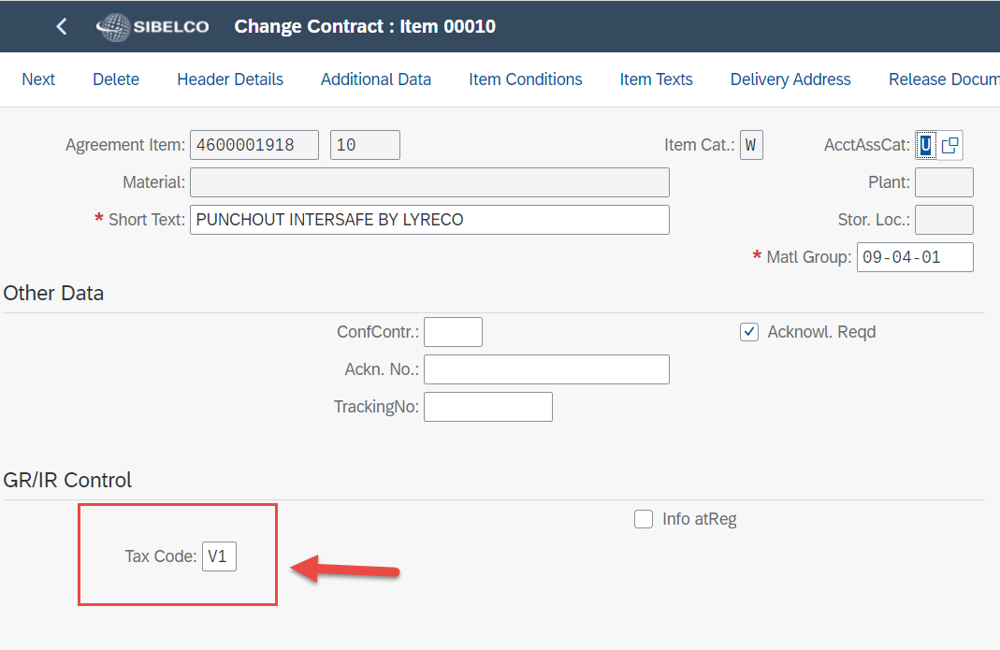 SIBELCO Change Contract : Item 00010
Next Delete Header Details Additional Data Item Conditions Item Texts Delivery Address Release Docum
Agreement Item: 4600001918 10 Item Cat.: W AcctAssCat: U
Material: Plant:
* Short Text: PUNCHOUT INTERSAFE BY LYRECO Stor. Loc.:
* Matl Group: 09-04-01
Other Data
ConfContr.: Acknowl. Reqd
Ackn. No.:
TrackingNo:
GR/IR Control
Info atReg
Tax Code: V1